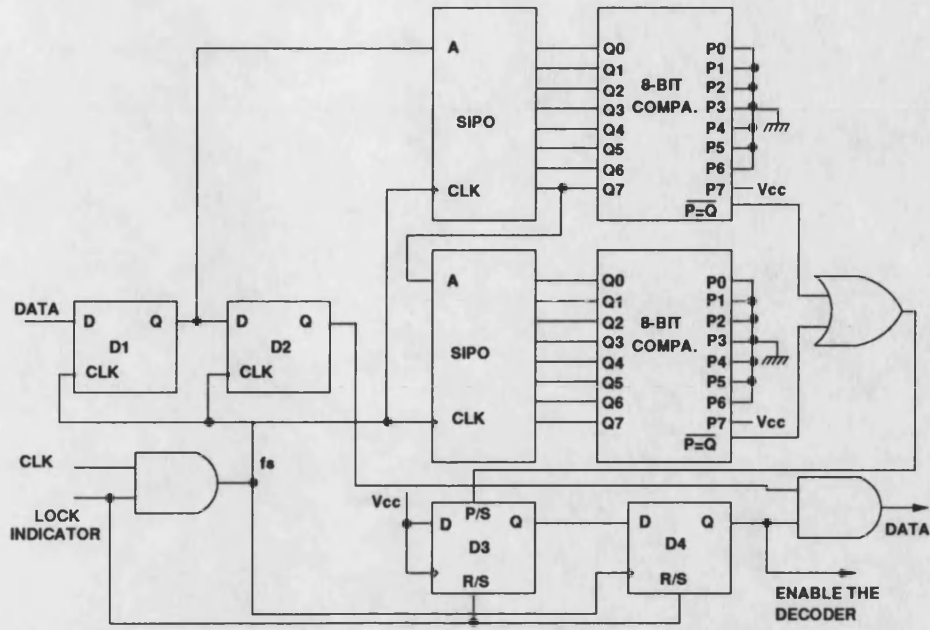 A
SIPO
CLK
Q0
Q1
Q2
Q3
Q4
Q5
Q6
Q7
8-BIT
COMPA.
P0
P1
P2
P3
P4
P5
P6
P7
Vcc
P=Q
A
SIPO
CLK
Q0
Q1
Q2
Q3
Q4
Q5
Q6
Q7
8-BIT
COMPA.
P0
P1
P2
P3
P4
P5
P6
P7
Vcc
P=Q
DATA
D
Q
D1
CLK
D
Q
D2
CLK
CLK
LOCK
INDICATOR
fs
Vcc
P/S
D
Q
D3
R/S
D
Q
D4
R/S
DATA
ENABLE THE
DECODER